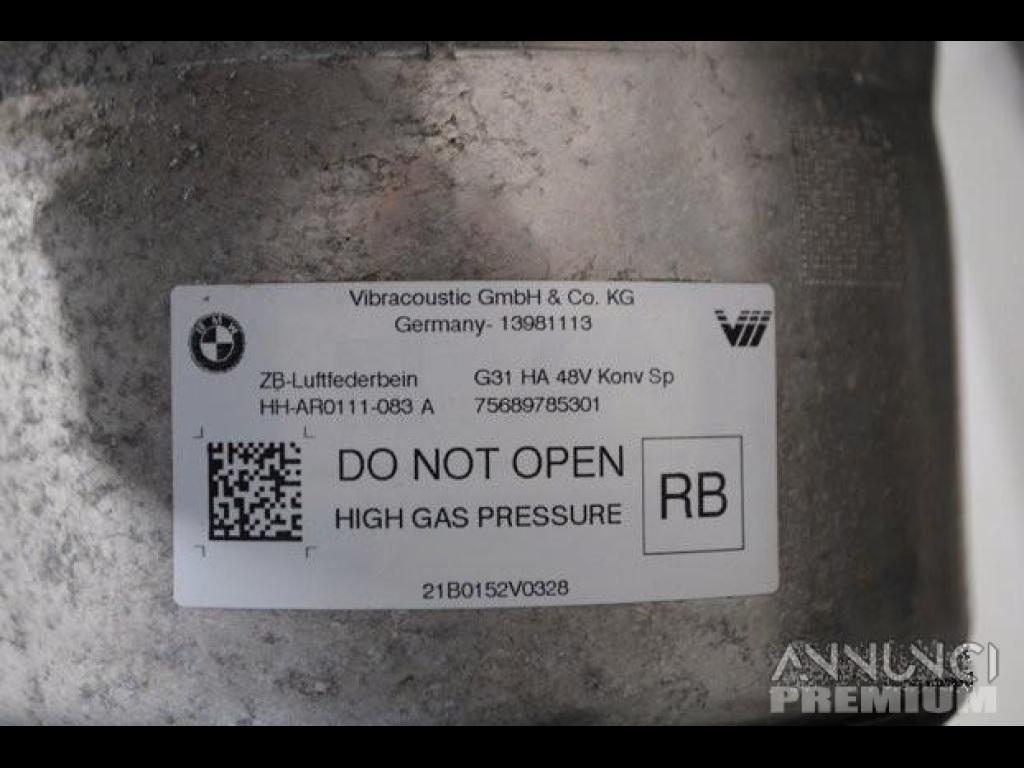 Vibracoustic GmbH & Co. KG
Germany- 13981113
BMW
ZB-Luftfederbein G31 HA 48V Konv Sp
HH-AR0111-083 A 75689785301
DO NOT OPEN
HIGH GAS PRESSURE
RB
21B0152V0328
ANNUNCI
PREMIUM